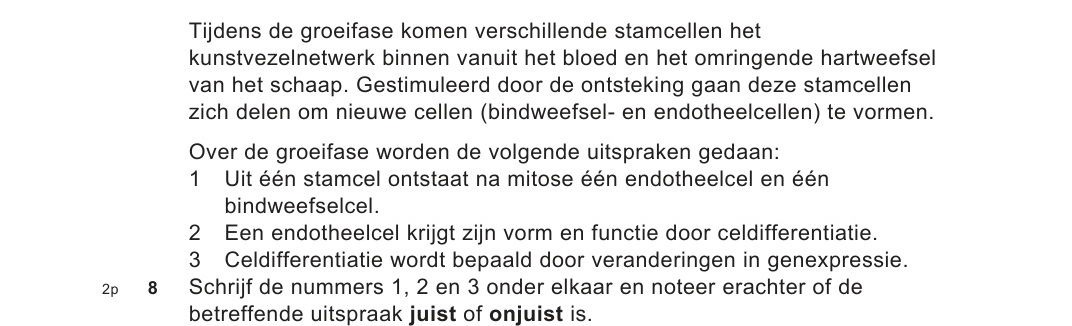 Tijdens de groeifase komen verschillende stamcellen het
kunstvezelnetwerk binnen vanuit het bloed en het omringende hartweefsel
van het schaap. Gestimuleerd door de ontsteking gaan deze stamcellen
zich delen om nieuwe cellen (bindweefsel- en endotheelcellen) te vormen.
Over de groeifase worden de volgende uitspraken gedaan:
1 Uit één stamcel ontstaat na mitose één endotheelcel en één
bindweefselcel.
2 Een endotheelcel krijgt zijn vorm en functie door celdifferentiatie.
3 Celdifferentiatie wordt bepaald door veranderingen in genexpressie.
2p 8 Schrijf de nummers 1, 2 en 3 onder elkaar en noteer erachter of de
betreffende uitspraak juist of onjuist is.